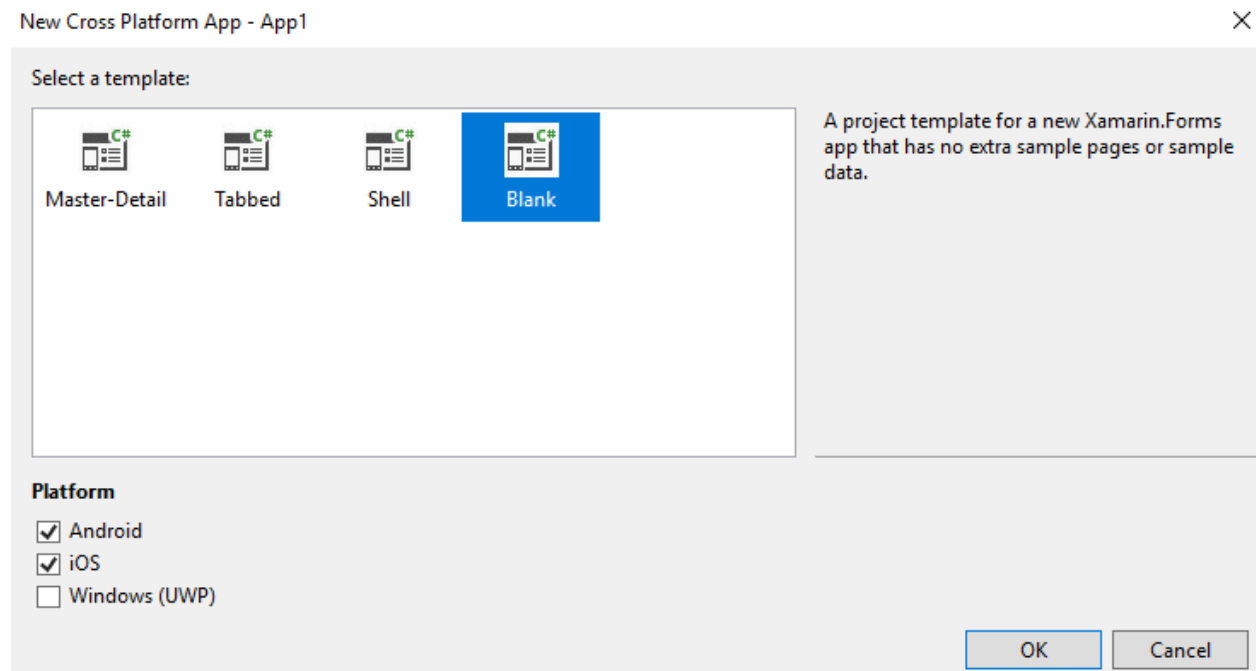 New Cross Platform App - App1
Select a template:
C# C# C# C#
Master-Detail Tabbed Shell Blank
A project template for a new Xamarin.Forms
app that has no extra sample pages or sample
data.
Platform
Android
iOS
Windows (UWP)
OK Cancel